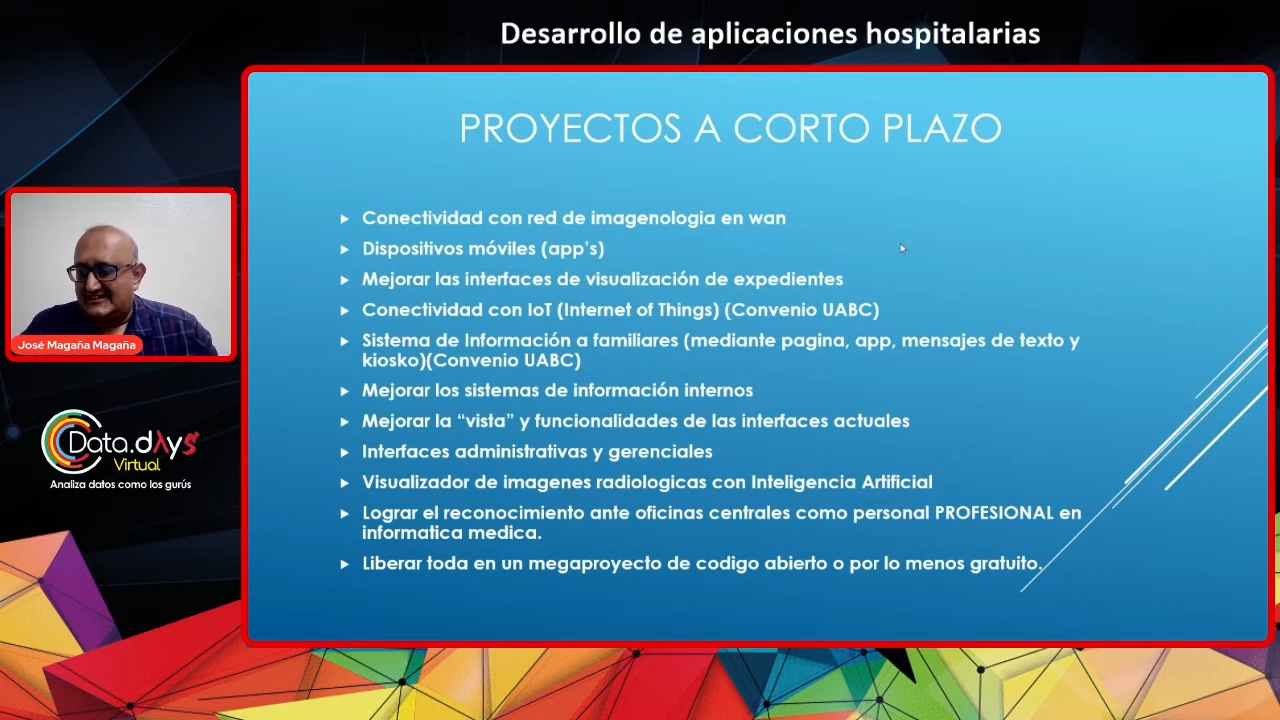 Desarrollo de aplicaciones hospitalarias
PROYECTOS A CORTO PLAZO
Conectividad con red de imagenologia en wan
Dispositivos móviles (app's)
Mejorar las interfaces de visualización de expedientes
Conectividad con IoT (Internet of Things) (Convenio UABC)
Sistema de Información a familiares (mediante pagina, app, mensajes de texto y
kiosko)(Convenio UABC)
Mejorar los sistemas de información internos
Mejorar la “vista” y funcionalidades de las interfaces actuales
Interfaces administrativas y gerenciales
Visualizador de imagenes radiologicas con Inteligencia Artificial
Lograr el reconocimiento ante oficinas centrales como personal PROFESIONAL en
informatica medica.
Liberar toda en un megaproyecto de codigo abierto o por lo menos gratuito.
José Magaña Magaña
Data.dAys
Virtual
Analiza datos como los gurús